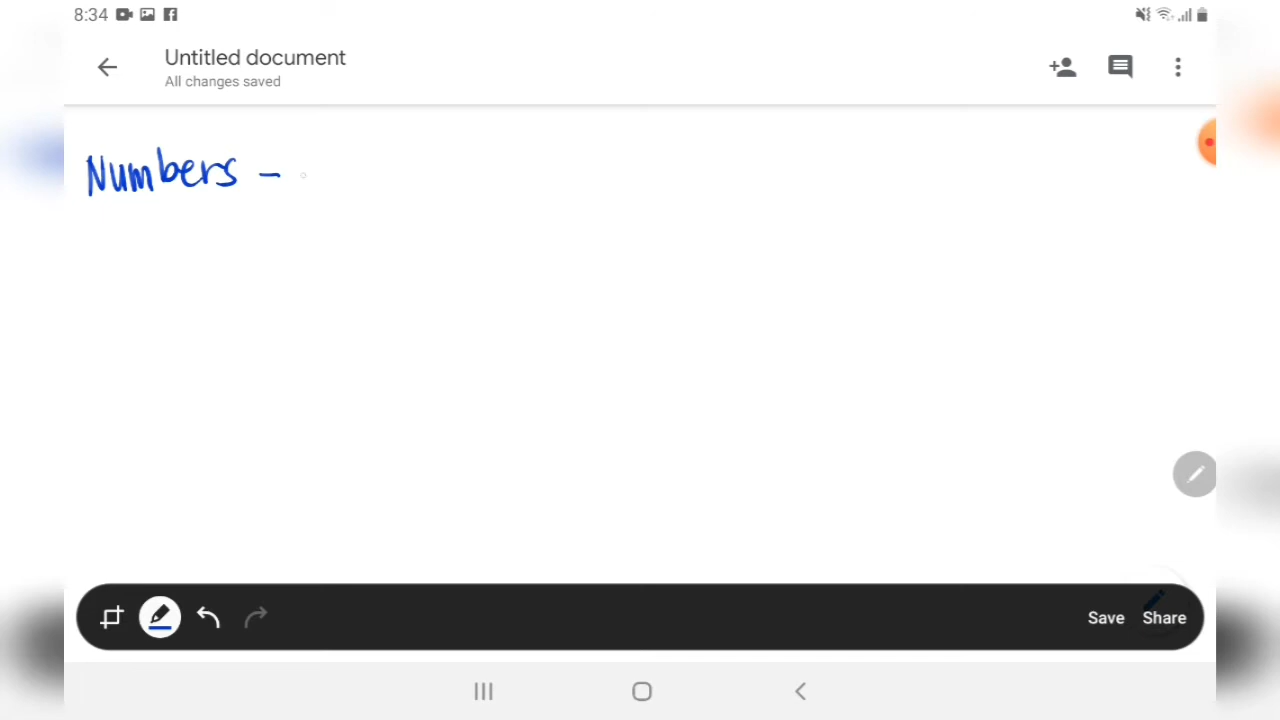 8:34
Untitled document
All changes saved
Numbers -
Save Share